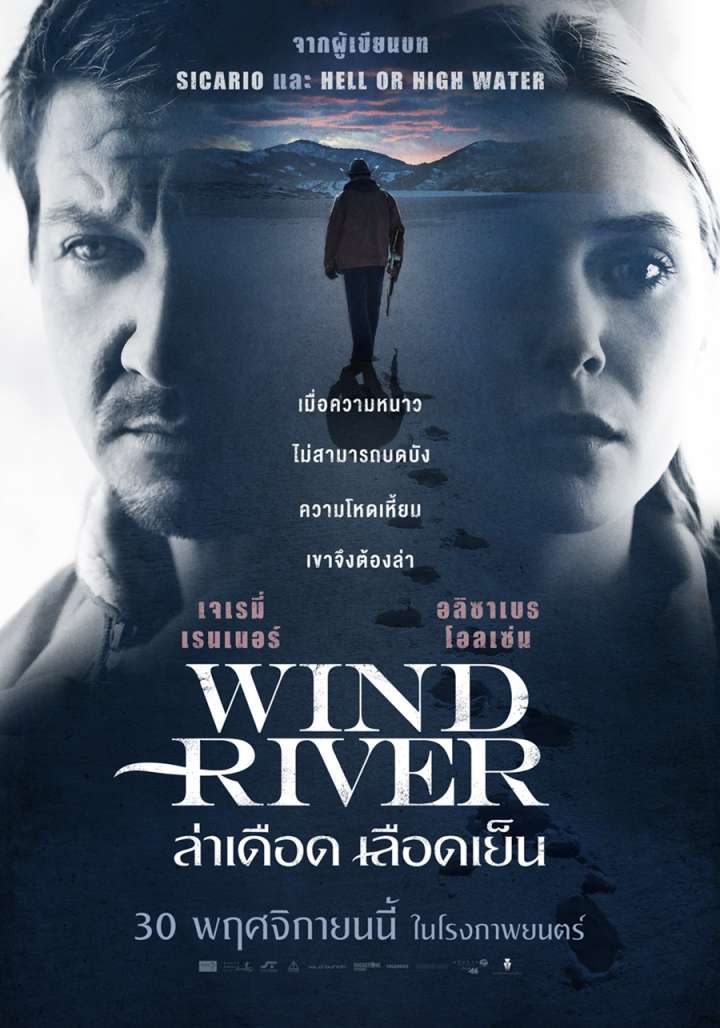 จากผู้เขียนบท
SICARIO และ HELL OR HIGH WATER
เมื่อความหนาว
ไม่สามารถบดบัง
ความโหดเหี้ยม
เขาจึงต้องล่า
เจเรมี่ อลิซาเบธ
เรนเนอร์ โอลเซ่น
WIND
RIVER
ล่าเดือด เลือดเย็น
30 พฤศจิกายนนี้ ในโรงภาพยนตร์